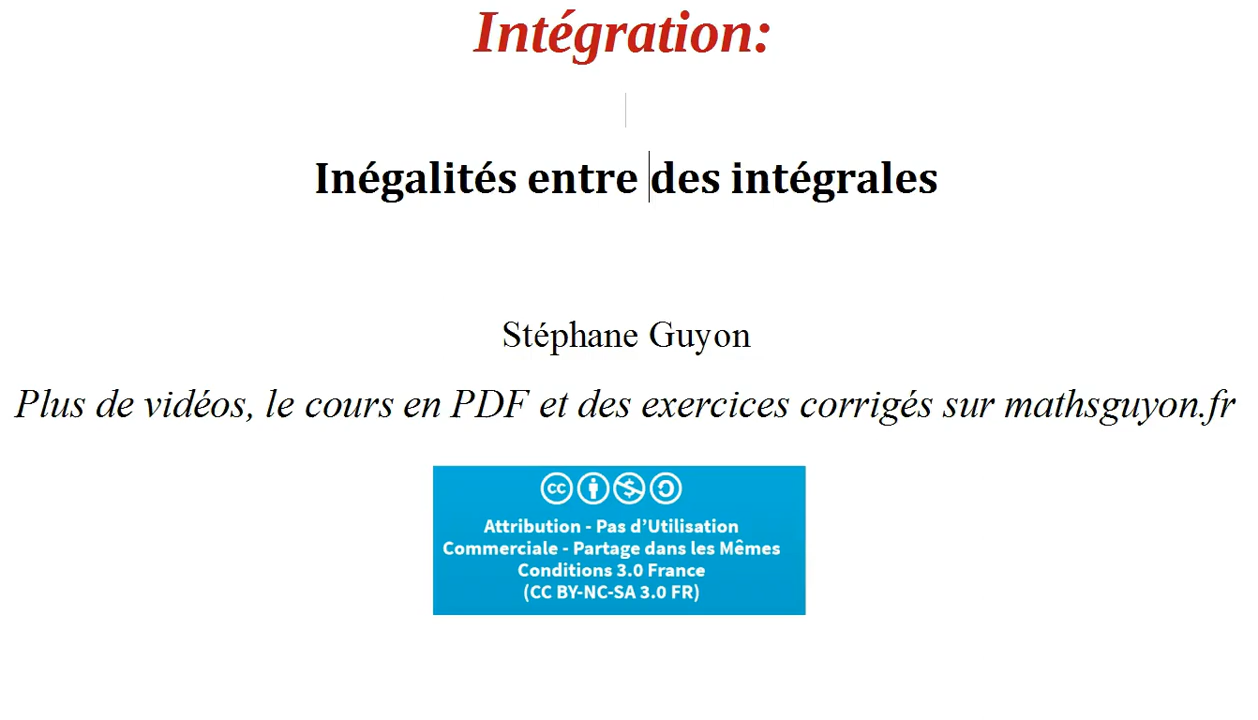 Intégration:
Inégalités entre des intégrales
Stéphane Guyon
Plus de vidéos, le cours en PDF et des exercices corrigés sur mathsguyon.fr
cc
Attribution - Pas d'Utilisation
Commerciale - Partage dans les Mêmes
Conditions 3.0 France
(CC BY-NC-SA 3.0 FR)